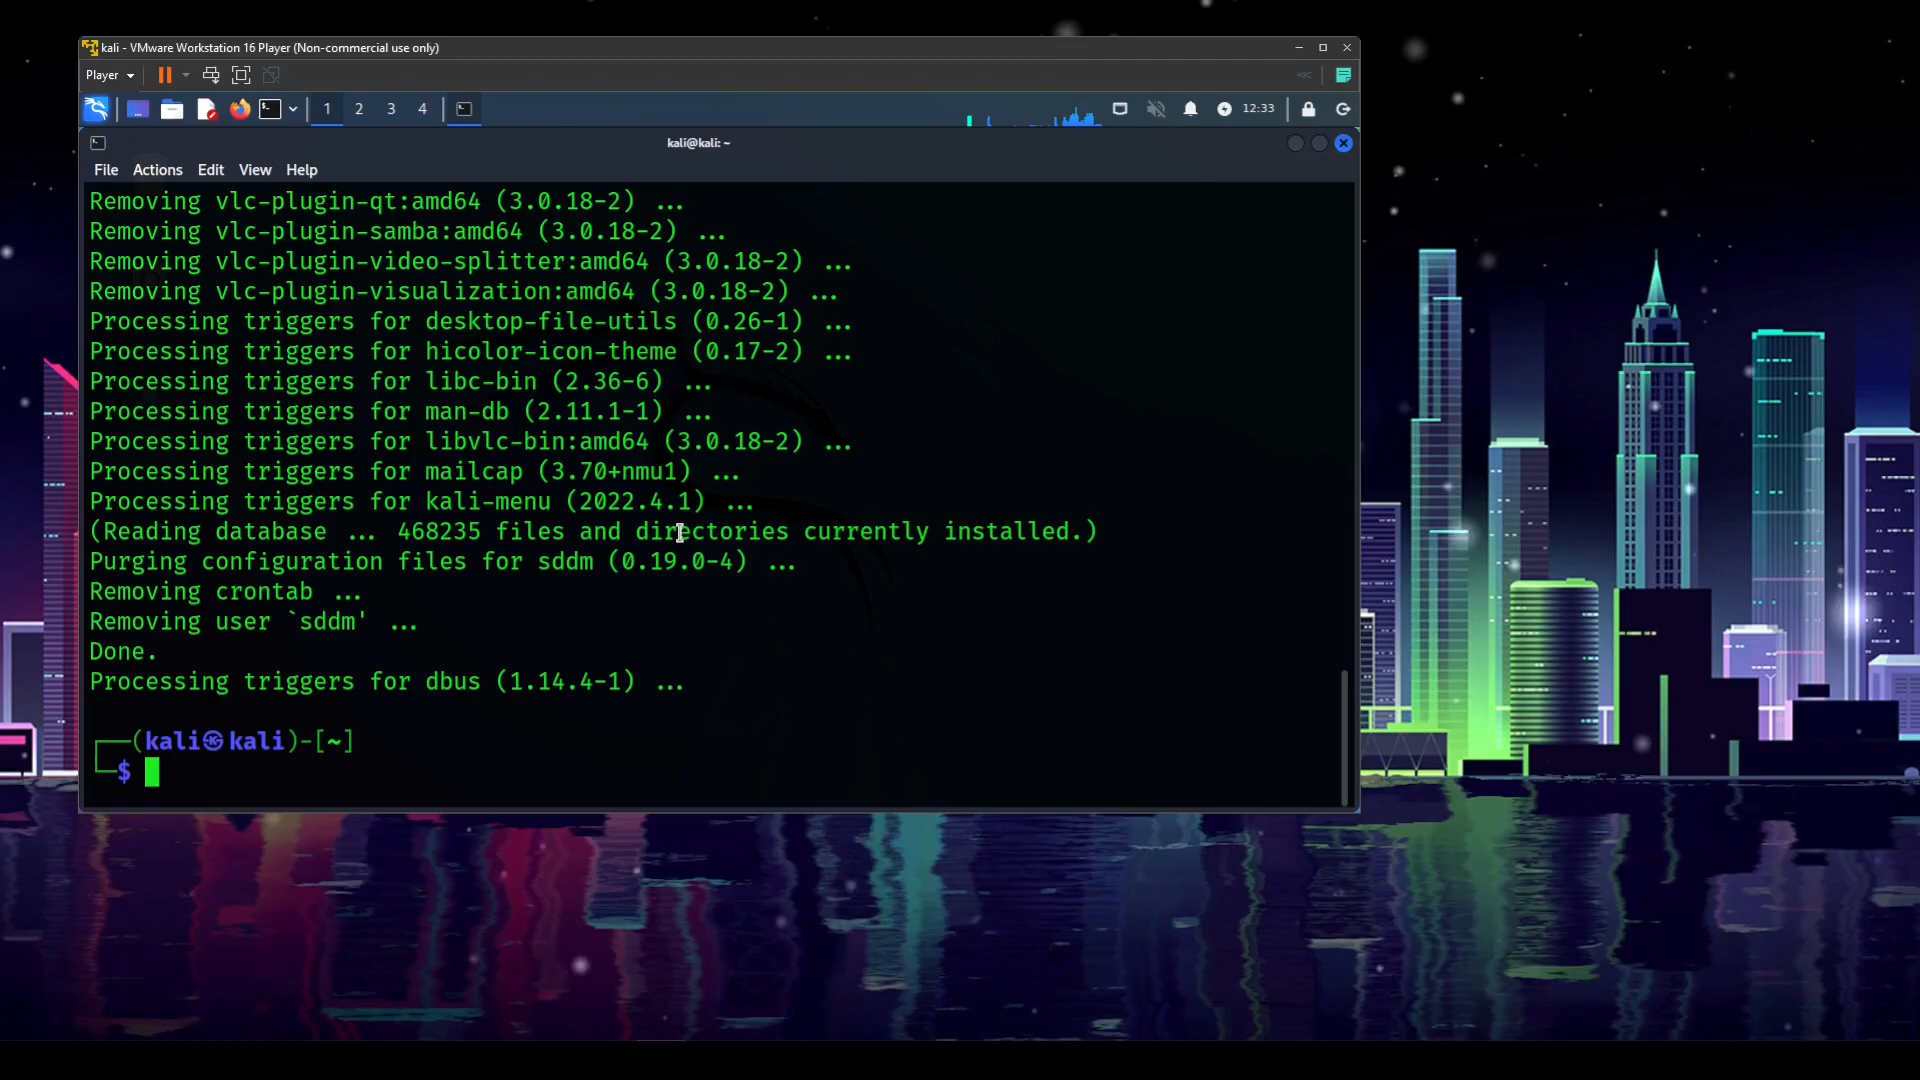 kali - VMware Workstation 16 Player (Non-commercial use only)
Player
1 2 3 4 12:33
kali@kali: ~
File Actions Edit View Help
Removing vlc-plugin-qt:amd64 (3.0.18-2) ...
Removing vlc-plugin-samba:amd64 (3.0.18-2) ...
Removing vlc-plugin-video-splitter:amd64 (3.0.18-2) ...
Removing vlc-plugin-visualization:amd64 (3.0.18-2) ...
Processing triggers for desktop-file-utils (0.26-1) ...
Processing triggers for hicolor-icon-theme (0.17-2) ...
Processing triggers for libc-bin (2.36-6) ...
Processing triggers for man-db (2.11.1-1) ...
Processing triggers for libvlc-bin:amd64 (3.0.18-2) ...
Processing triggers for mailcap (3.70+nmu1) ...
Processing triggers for kali-menu (2022.4.1) ...
(Reading database ... 468235 files and directories currently installed.)
Purging configuration files for sddm (0.19.0-4) ...
Removing crontab ...
Removing user `sddm' ...
Done.
Processing triggers for dbus (1.14.4-1) ...
┌──(kali㉿kali)-[~]
└─$